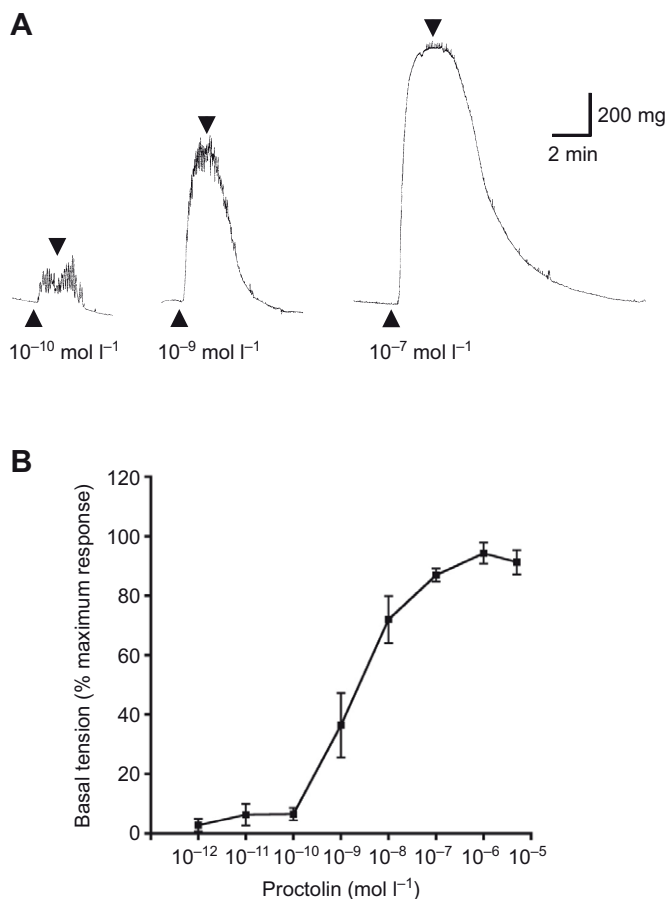 A
200 mg
2 min
10⁻¹⁰ mol l⁻¹
10⁻⁹ mol l⁻¹
10⁻⁷ mol l⁻¹
B
Basal tension (% maximum response)
120
100
80
60
40
20
0
10⁻¹² 10⁻¹¹ 10⁻¹⁰ 10⁻⁹ 10⁻⁸ 10⁻⁷ 10⁻⁶ 10⁻⁵
Proctolin (mol l⁻¹)